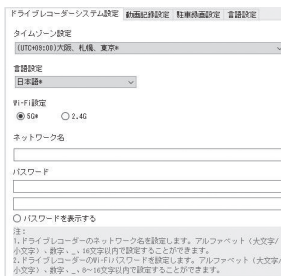 ドライブレコーダーシステム設定 動画記録設定 駐車録画設定 言語設定
タイムゾーン設定
(UTC+09:00)大阪、札幌、東京*
言語設定
日本語*
Wi-Fi設定
5G* 2.4G
ネットワーク名
パスワード
パスワードを表示する
注：
1.ドライブレコーダーのネットワーク名を設定します。アルファベット（大文字/
小文字）、数字、_、16文字以内で設定することができます。
2.ドライブレコーダーのWi-Fiパスワードを設定します。アルファベット（大文字/
小文字）、数字、_、8～16文字以内で設定することができます。